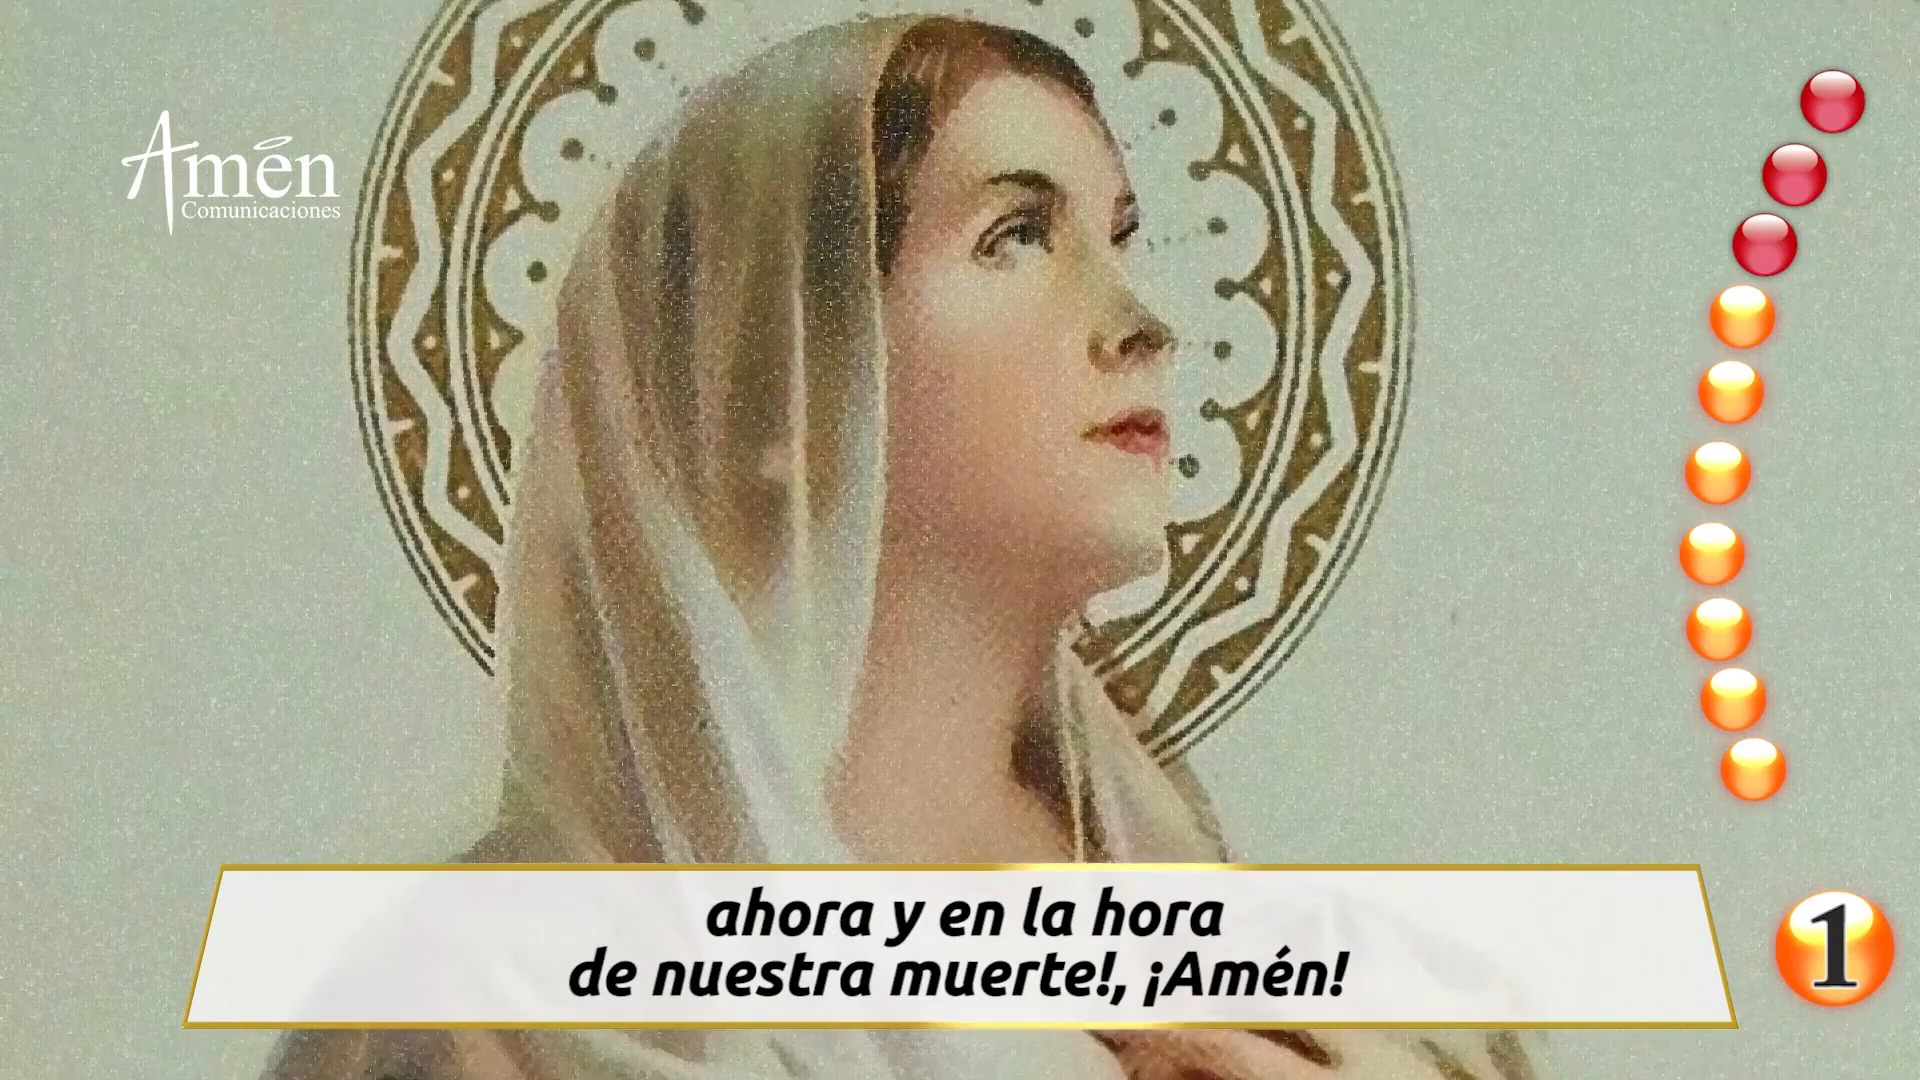 Amén
Comunicaciones
ahora y en la hora
de nuestra muerte!, ¡Amén!
1